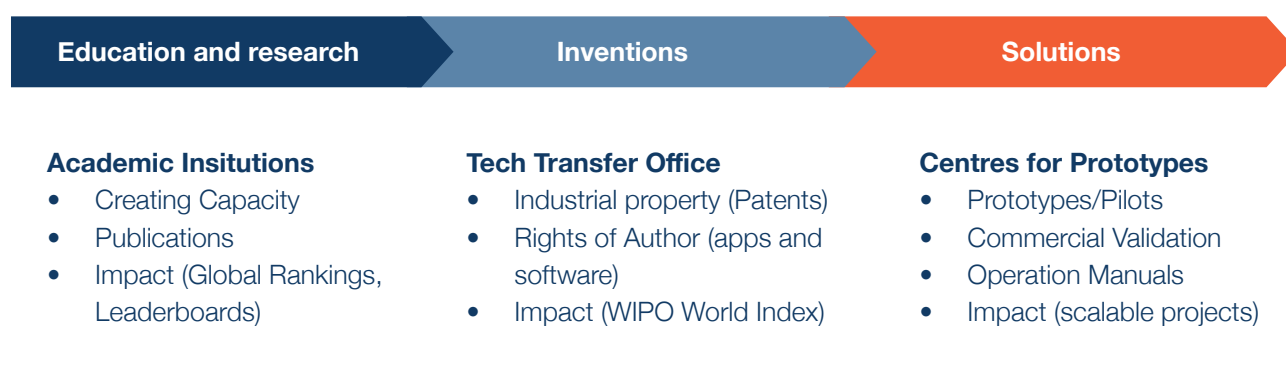 Education and research
Inventions
Solutions
Academic Insitutions
• Creating Capacity
• Publications
• Impact (Global Rankings,
Leaderboards)
Tech Transfer Office
• Industrial property (Patents)
• Rights of Author (apps and
software)
• Impact (WIPO World Index)
Centres for Prototypes
• Prototypes/Pilots
• Commercial Validation
• Operation Manuals
• Impact (scalable projects)